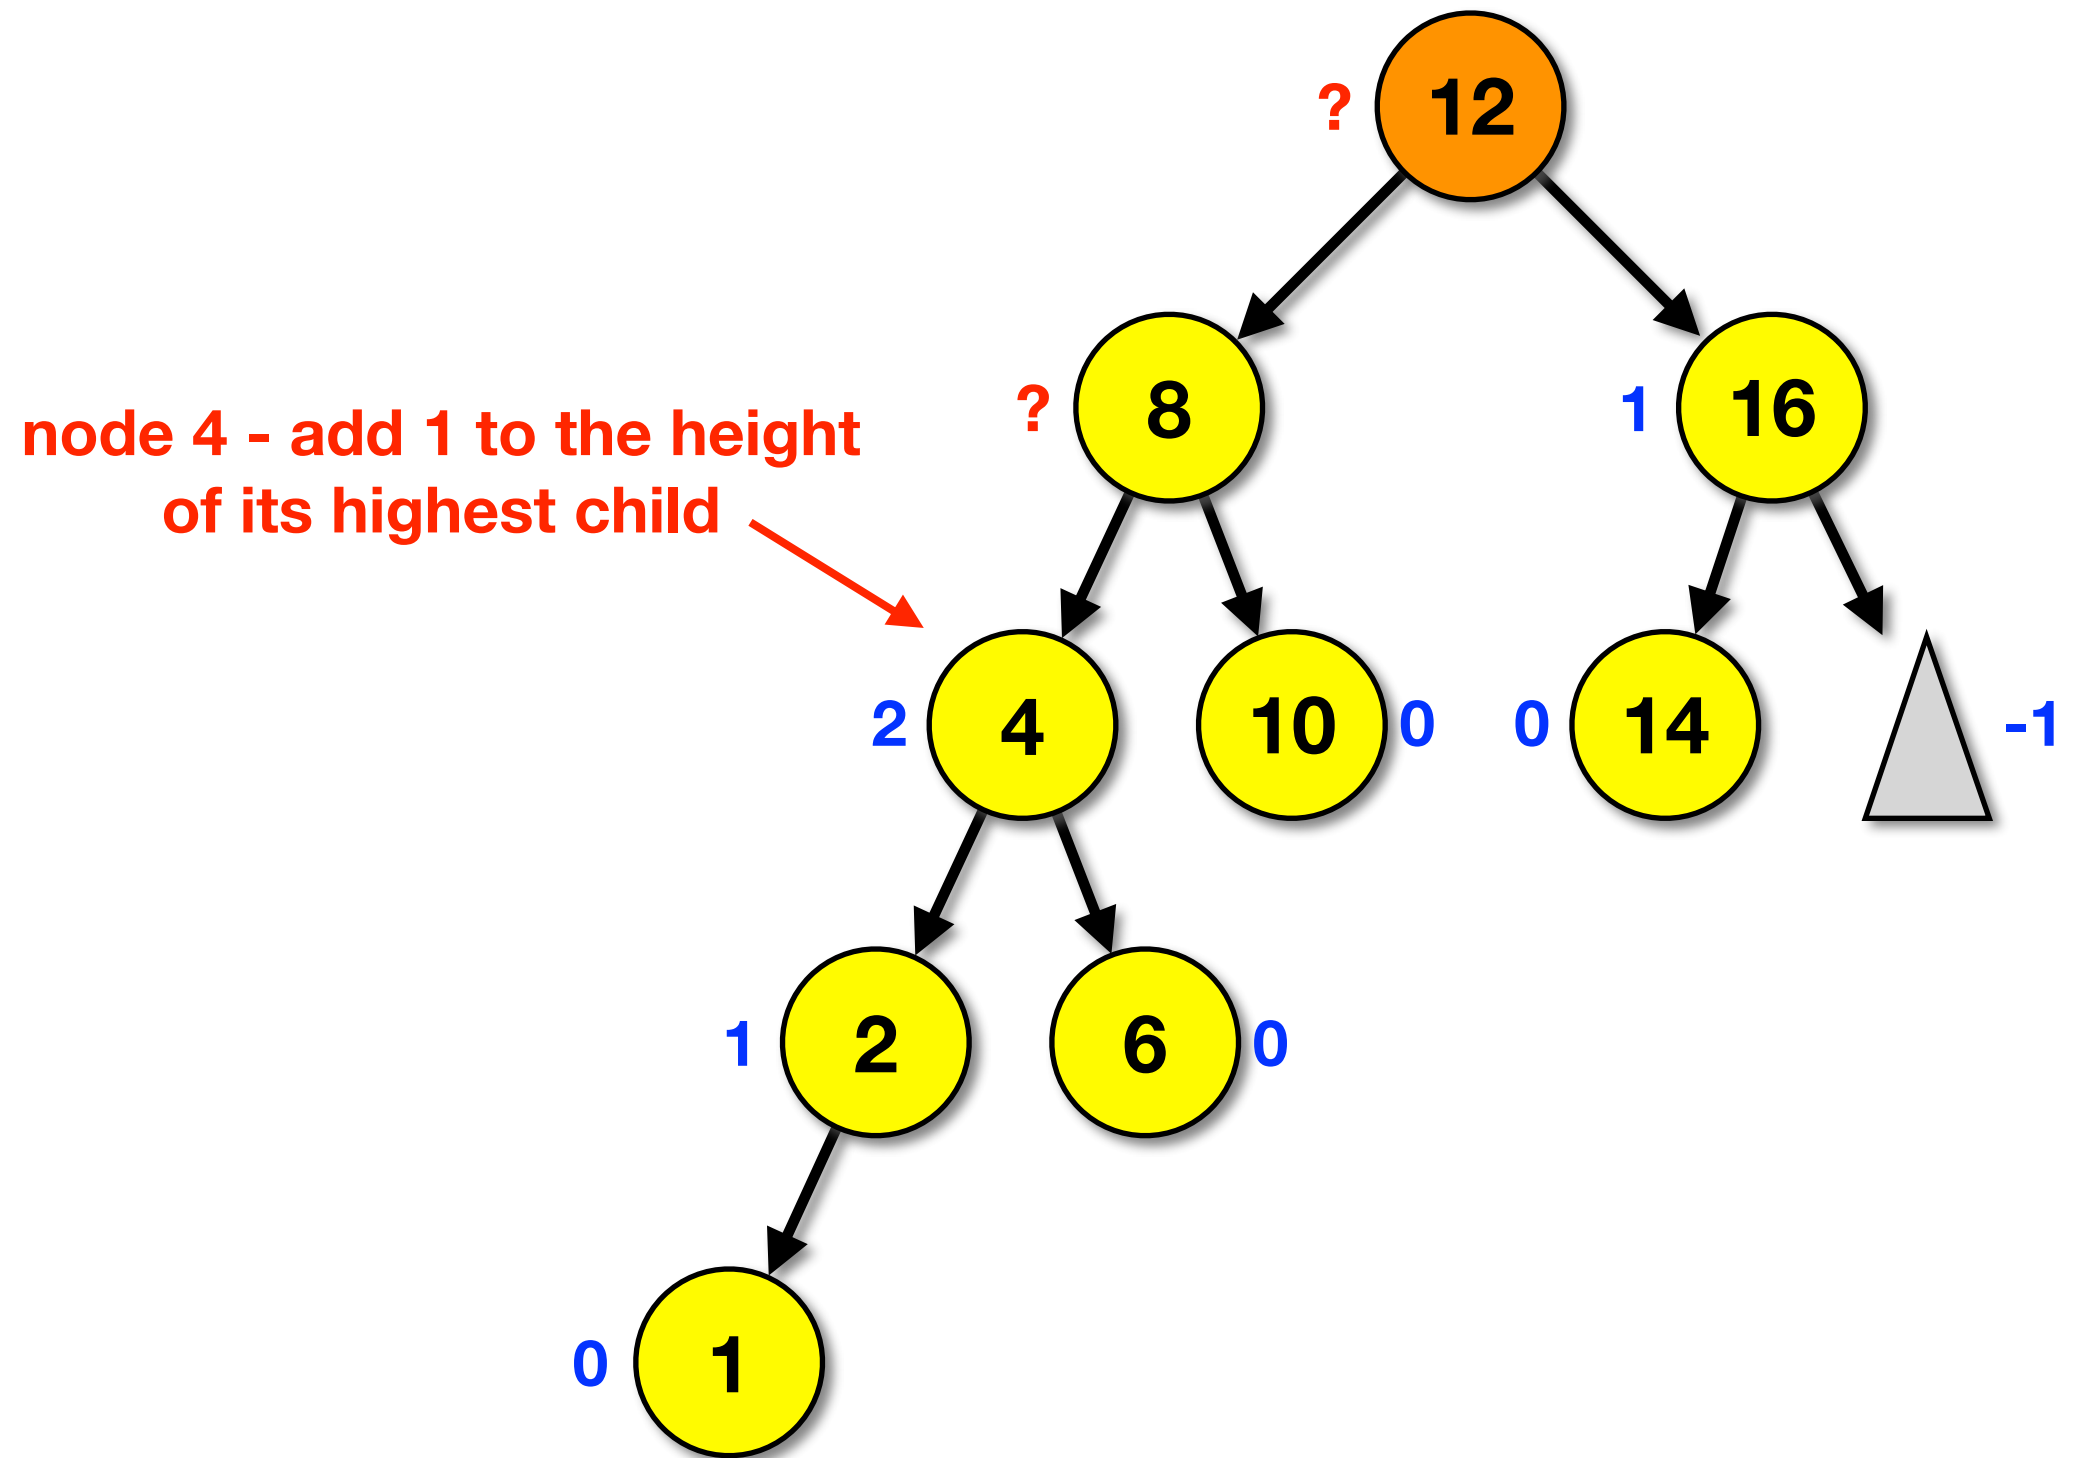 ? 12
? 8 1 16
node 4 - add 1 to the height
of its highest child
2 4 10 0 0 14 -1
1 2 6 0
0 1